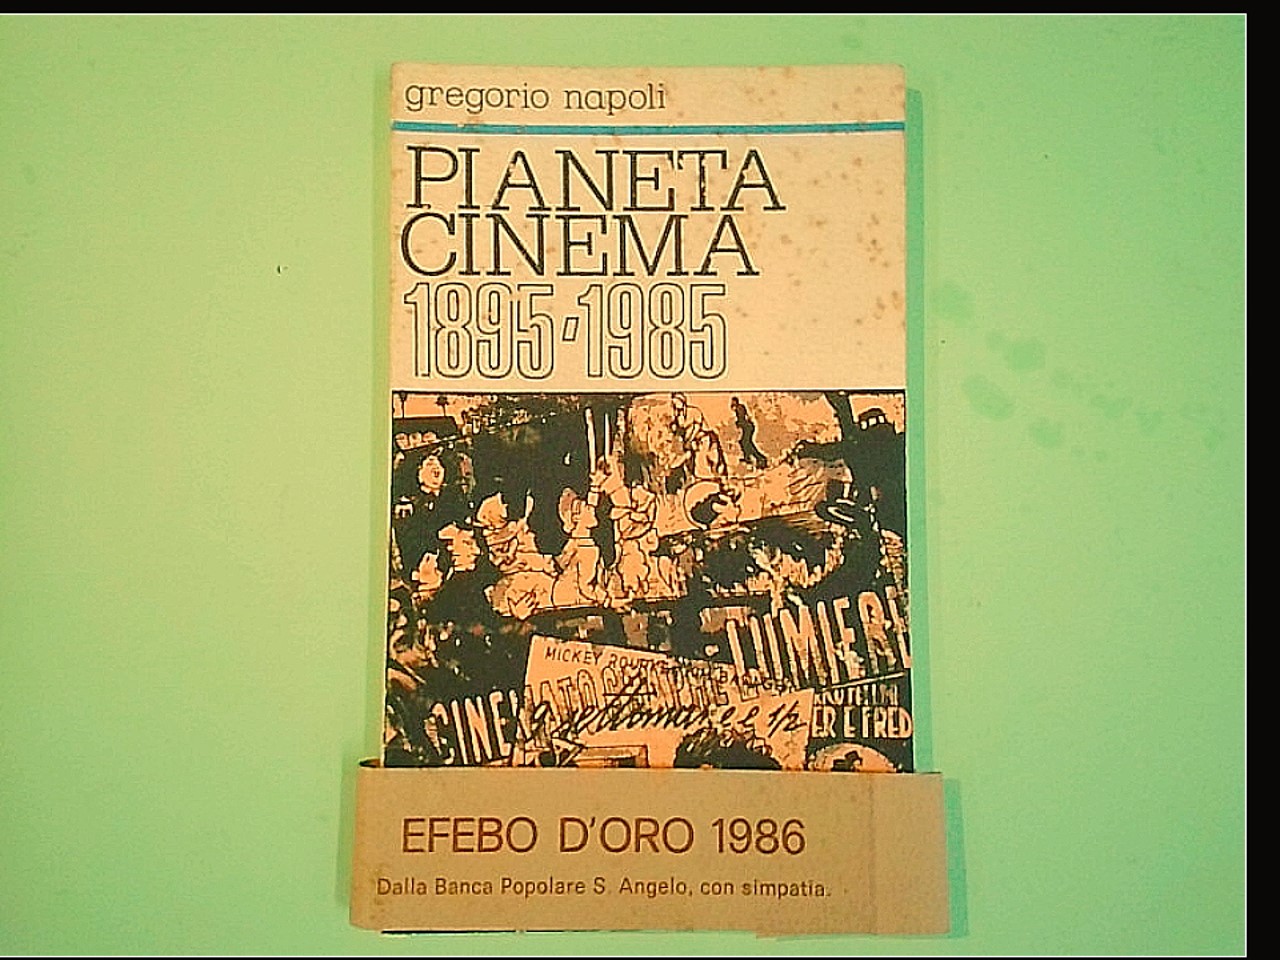 gregorio napoli
PIANETA
CINEMA
1895-1985
LUMIERE
MICKEY ROURKE
CINEMATOGRAPHE
9 settimane e 1/2
ER E FRED
EFEBO D'ORO 1986
Dalla Banca Popolare S. Angelo, con simpatia.